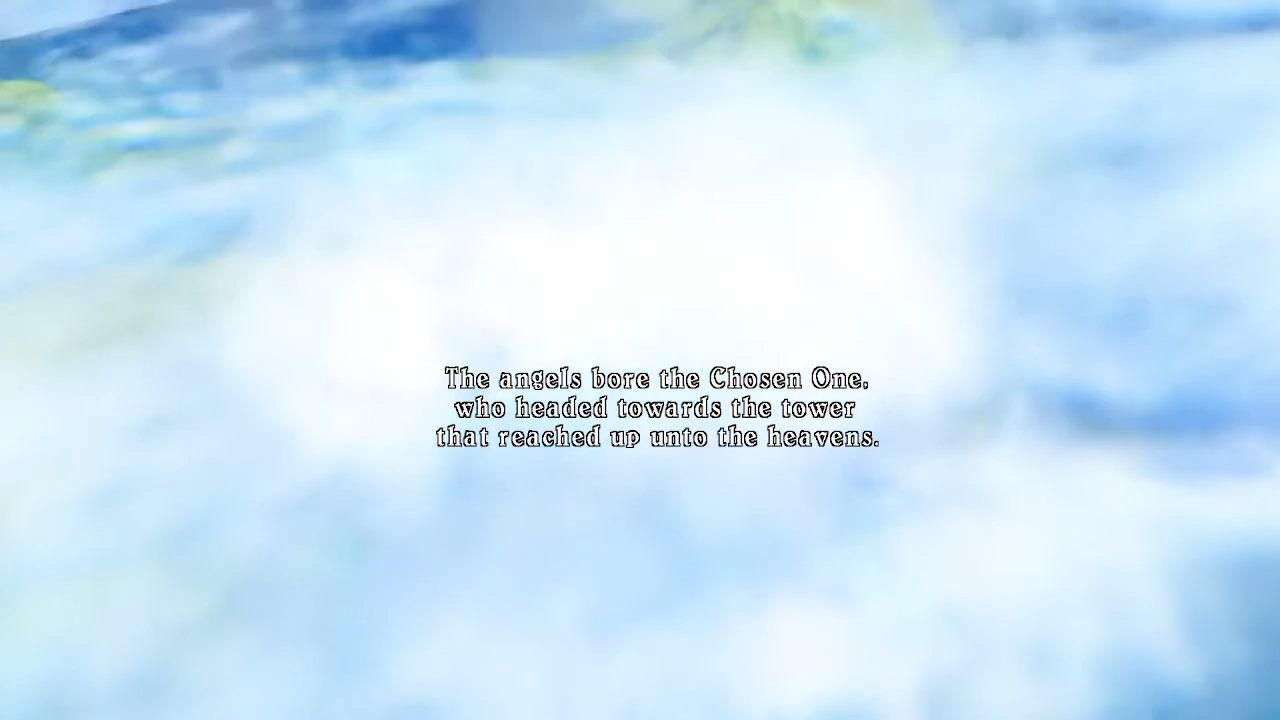 The angels bore the Chosen One,
who headed towards the tower
that reached up unto the heavens.